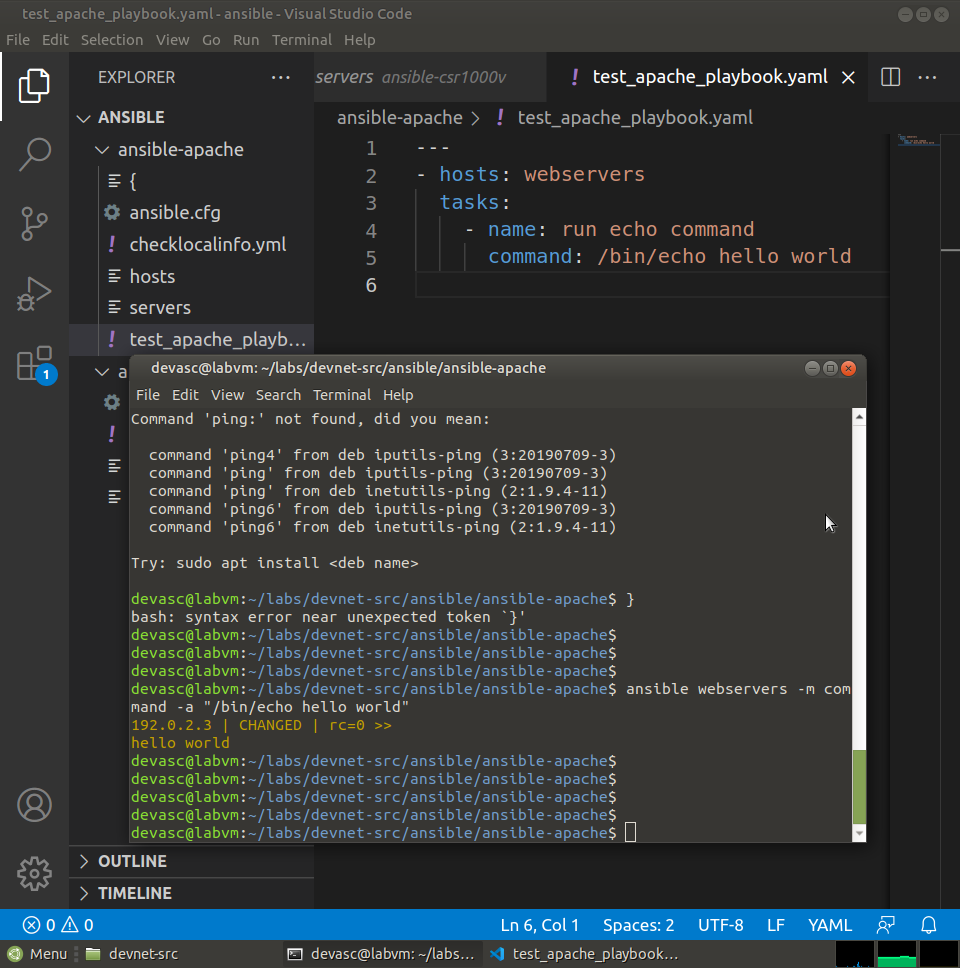 test_apache_playbook.yaml - ansible - Visual Studio Code
File Edit Selection View Go Run Terminal Help
EXPLORER ···
servers ansible-csr1000v
! test_apache_playbook.yaml × ···
ANSIBLE
ansible-apache
{
ansible.cfg
! checklocalinfo.yml
hosts
servers
! test_apache_playb...
a
!
1
ansible-apache > ! test_apache_playbook.yaml
1 ---
2 - hosts: webservers
3 tasks:
4 - name: run echo command
5 command: /bin/echo hello world
6
devasc@labvm: ~/labs/devnet-src/ansible/ansible-apache
File Edit View Search Terminal Help
Command 'ping:' not found, did you mean:
command 'ping4' from deb iputils-ping (3:20190709-3)
command 'ping' from deb iputils-ping (3:20190709-3)
command 'ping' from deb inetutils-ping (2:1.9.4-11)
command 'ping6' from deb iputils-ping (3:20190709-3)
command 'ping6' from deb inetutils-ping (2:1.9.4-11)
Try: sudo apt install <deb name>
devasc@labvm:~/labs/devnet-src/ansible/ansible-apache$ }
bash: syntax error near unexpected token `}'
devasc@labvm:~/labs/devnet-src/ansible/ansible-apache$
devasc@labvm:~/labs/devnet-src/ansible/ansible-apache$
devasc@labvm:~/labs/devnet-src/ansible/ansible-apache$
devasc@labvm:~/labs/devnet-src/ansible/ansible-apache$ ansible webservers -m com
mand -a "/bin/echo hello world"
192.0.2.3 | CHANGED | rc=0 >>
hello world
devasc@labvm:~/labs/devnet-src/ansible/ansible-apache$
devasc@labvm:~/labs/devnet-src/ansible/ansible-apache$
devasc@labvm:~/labs/devnet-src/ansible/ansible-apache$
devasc@labvm:~/labs/devnet-src/ansible/ansible-apache$
devasc@labvm:~/labs/devnet-src/ansible/ansible-apache$
OUTLINE
TIMELINE
0 0 Ln 6, Col 1 Spaces: 2 UTF-8 LF YAML
Menu devnet-src devasc@labvm: ~/labs... test_apache_playbook...